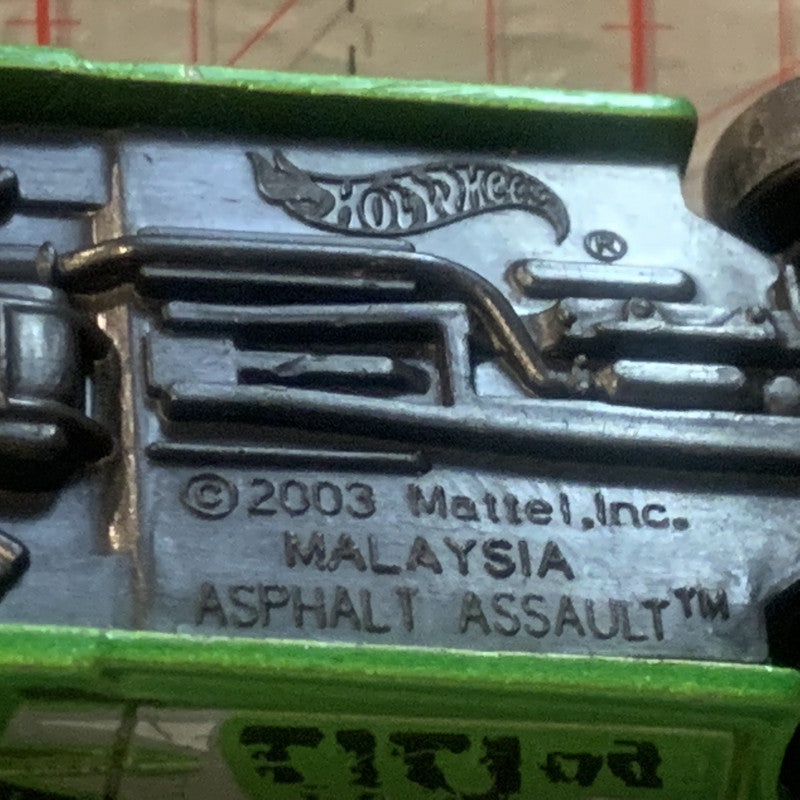 HOT WHEELS
®
©2003 Mattel, Inc.
MALAYSIA
ASPHALT ASSAULT™